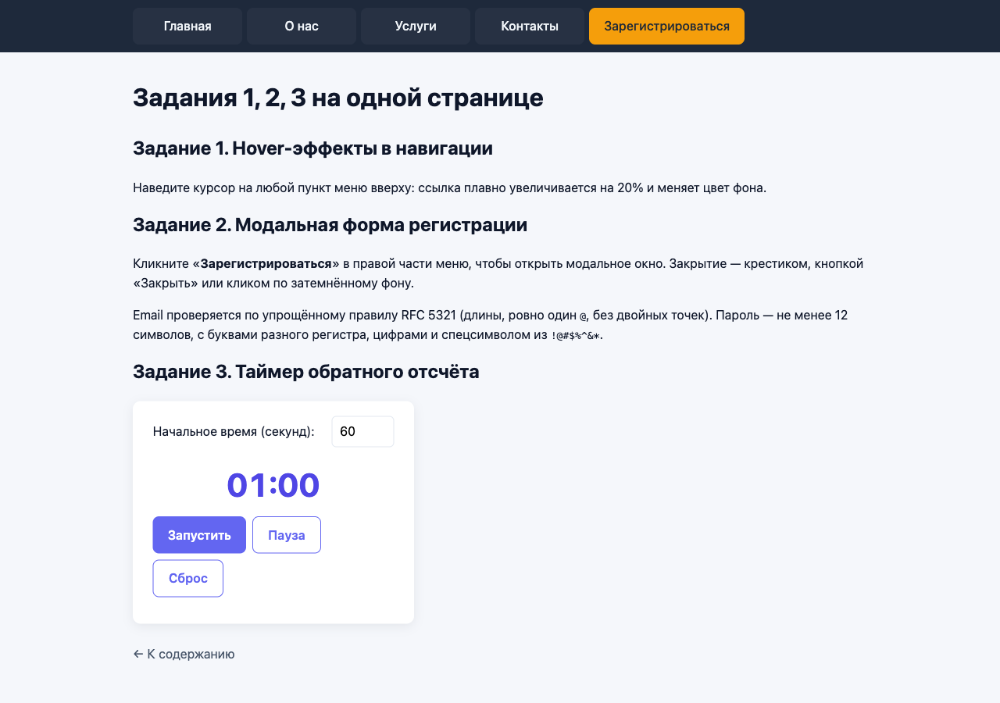 Главная О нас Услуги Контакты Зарегистрироваться
Задания 1, 2, 3 на одной странице
Задание 1. Hover-эффекты в навигации
Наведите курсор на любой пункт меню вверху: ссылка плавно увеличивается на 20% и меняет цвет фона.
Задание 2. Модальная форма регистрации
Кликните «Зарегистрироваться» в правой части меню, чтобы открыть модальное окно. Закрытие — крестиком, кнопкой
«Закрыть» или кликом по затемнённому фону.
Email проверяется по упрощённому правилу RFC 5321 (длины, ровно один @, без двойных точек). Пароль — не менее 12
символов, с буквами разного регистра, цифрами и спецсимволом из !@#$%^&*.
Задание 3. Таймер обратного отсчёта
Начальное время (секунд): 60
01:00
Запустить Пауза
Сброс
← К содержанию